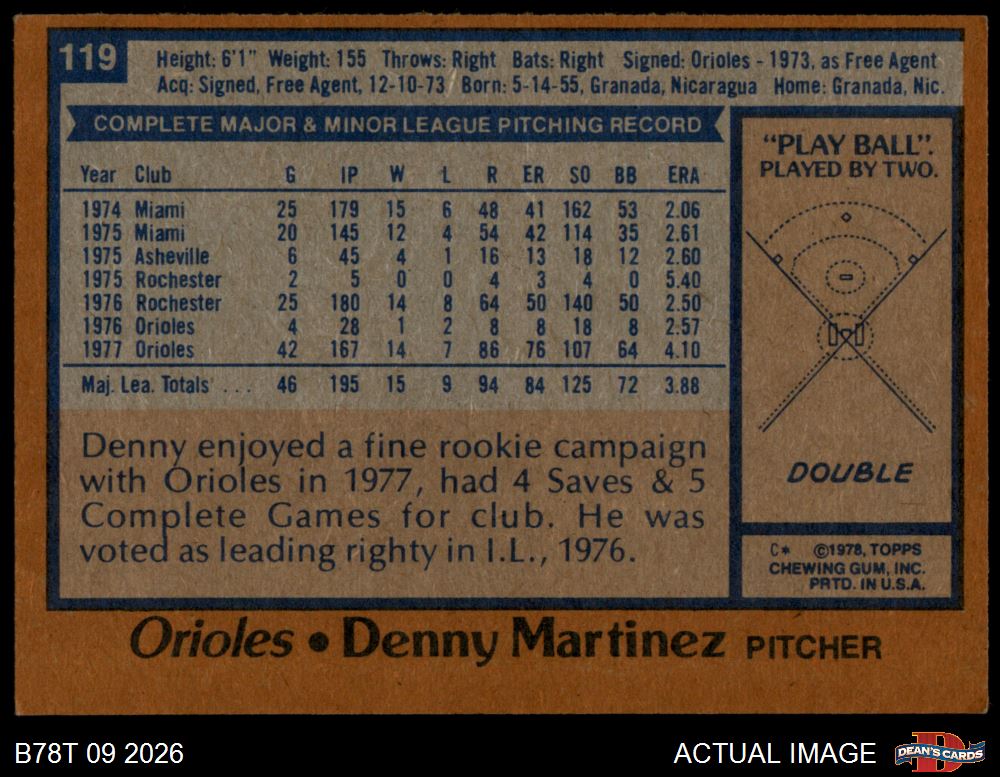 119
Height: 6'1" Weight: 155 Throws: Right Bats: Right Signed: Orioles - 1973, as Free Agent
Acq: Signed, Free Agent, 12-10-73 Born: 5-14-55, Granada, Nicaragua Home: Granada, Nic.
COMPLETE MAJOR & MINOR LEAGUE PITCHING RECORD
Year Club G IP W L R ER SO BB ERA
1974 Miami 25 179 15 6 48 41 162 53 2.06
1975 Miami 20 145 12 4 54 42 114 35 2.61
1975 Asheville 6 45 4 1 16 13 18 12 2.60
1975 Rochester 2 5 0 0 4 3 4 0 5.40
1976 Rochester 25 180 14 8 64 50 140 50 2.50
1976 Orioles 4 28 1 2 8 8 18 8 2.57
1977 Orioles 42 167 14 7 86 76 107 64 4.10
Maj. Lea. Totals . . . 46 195 15 9 94 84 125 72 3.88
Denny enjoyed a fine rookie campaign
with Orioles in 1977, had 4 Saves & 5
Complete Games for club. He was
voted as leading righty in I.L., 1976.
"PLAY BALL".
PLAYED BY TWO.
DOUBLE
C* ©1978, TOPPS
CHEWING GUM, INC.
PRTD. IN U.S.A.
Orioles • Denny Martinez PITCHER
B78T 09 2026
ACTUAL IMAGE
D
DEAN'S CARDS